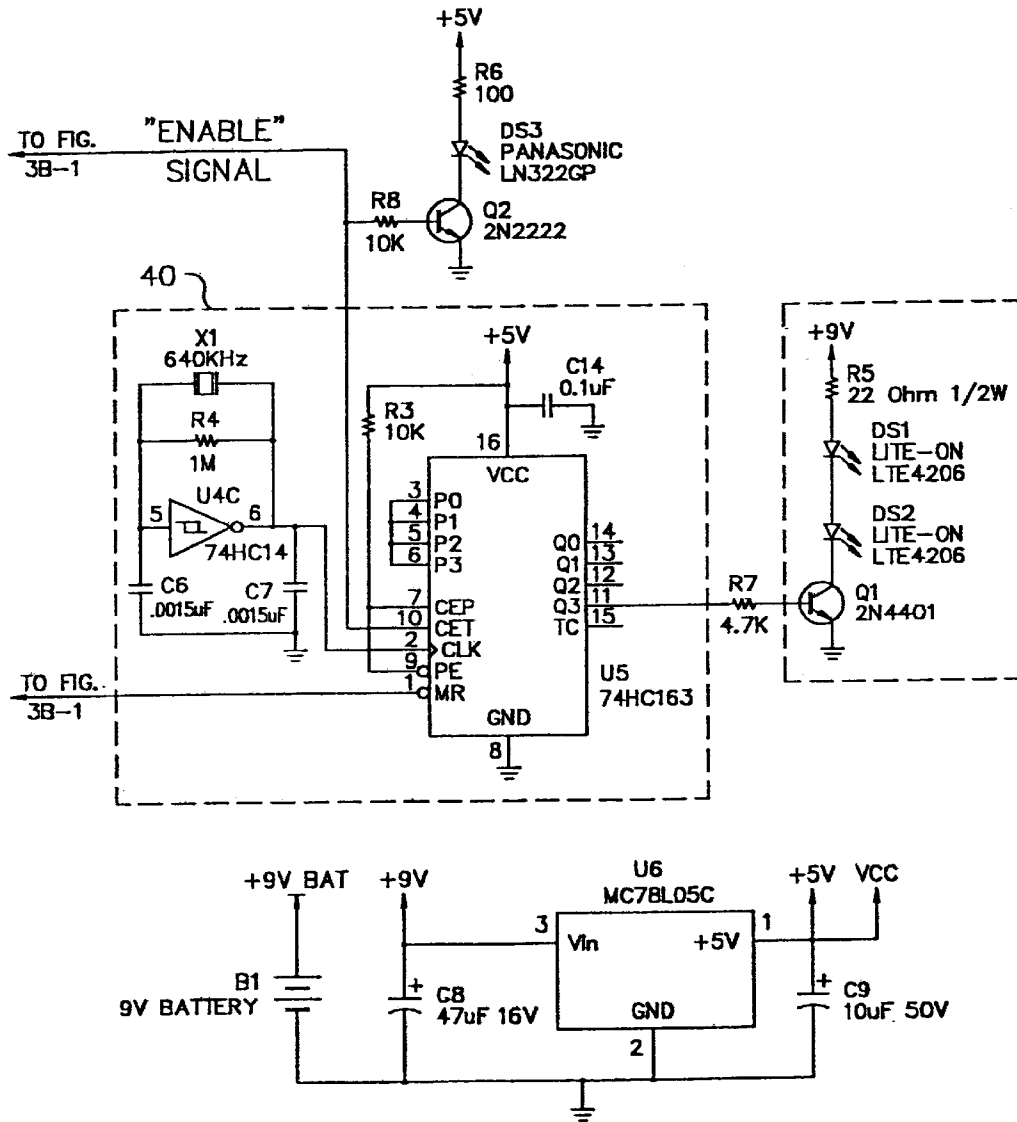 +5V
R6
100
DS3
PANASONIC
LN322GP
TO FIG.
3B-1
"ENABLE"
SIGNAL
R8
10K
Q2
2N2222
40
X1
640KHz
R4
1M
U4C
5
6
74HC14
C6
.0015uF
C7
.0015uF
+5V
C14
0.1uF
R3
10K
16
VCC
3
P0
4
P1
5
P2
6
P3
7
CEP
10
CET
2
CLK
9
PE
1
MR
Q0
14
Q1
13
Q2
12
Q3
11
TC
15
GND
8
U5
74HC163
TO FIG.
3B-1
R7
4.7K
+9V
R5
22 Ohm 1/2W
DS1
LITE-ON
LTE4206
DS2
LITE-ON
LTE4206
Q1
2N4401
+9V BAT
B1
9V BATTERY
+9V
C8
+
47uF 16V
U6
MC78L05C
3
Vin
+5V
1
GND
2
+5V
VCC
+
C9
10uF 50V